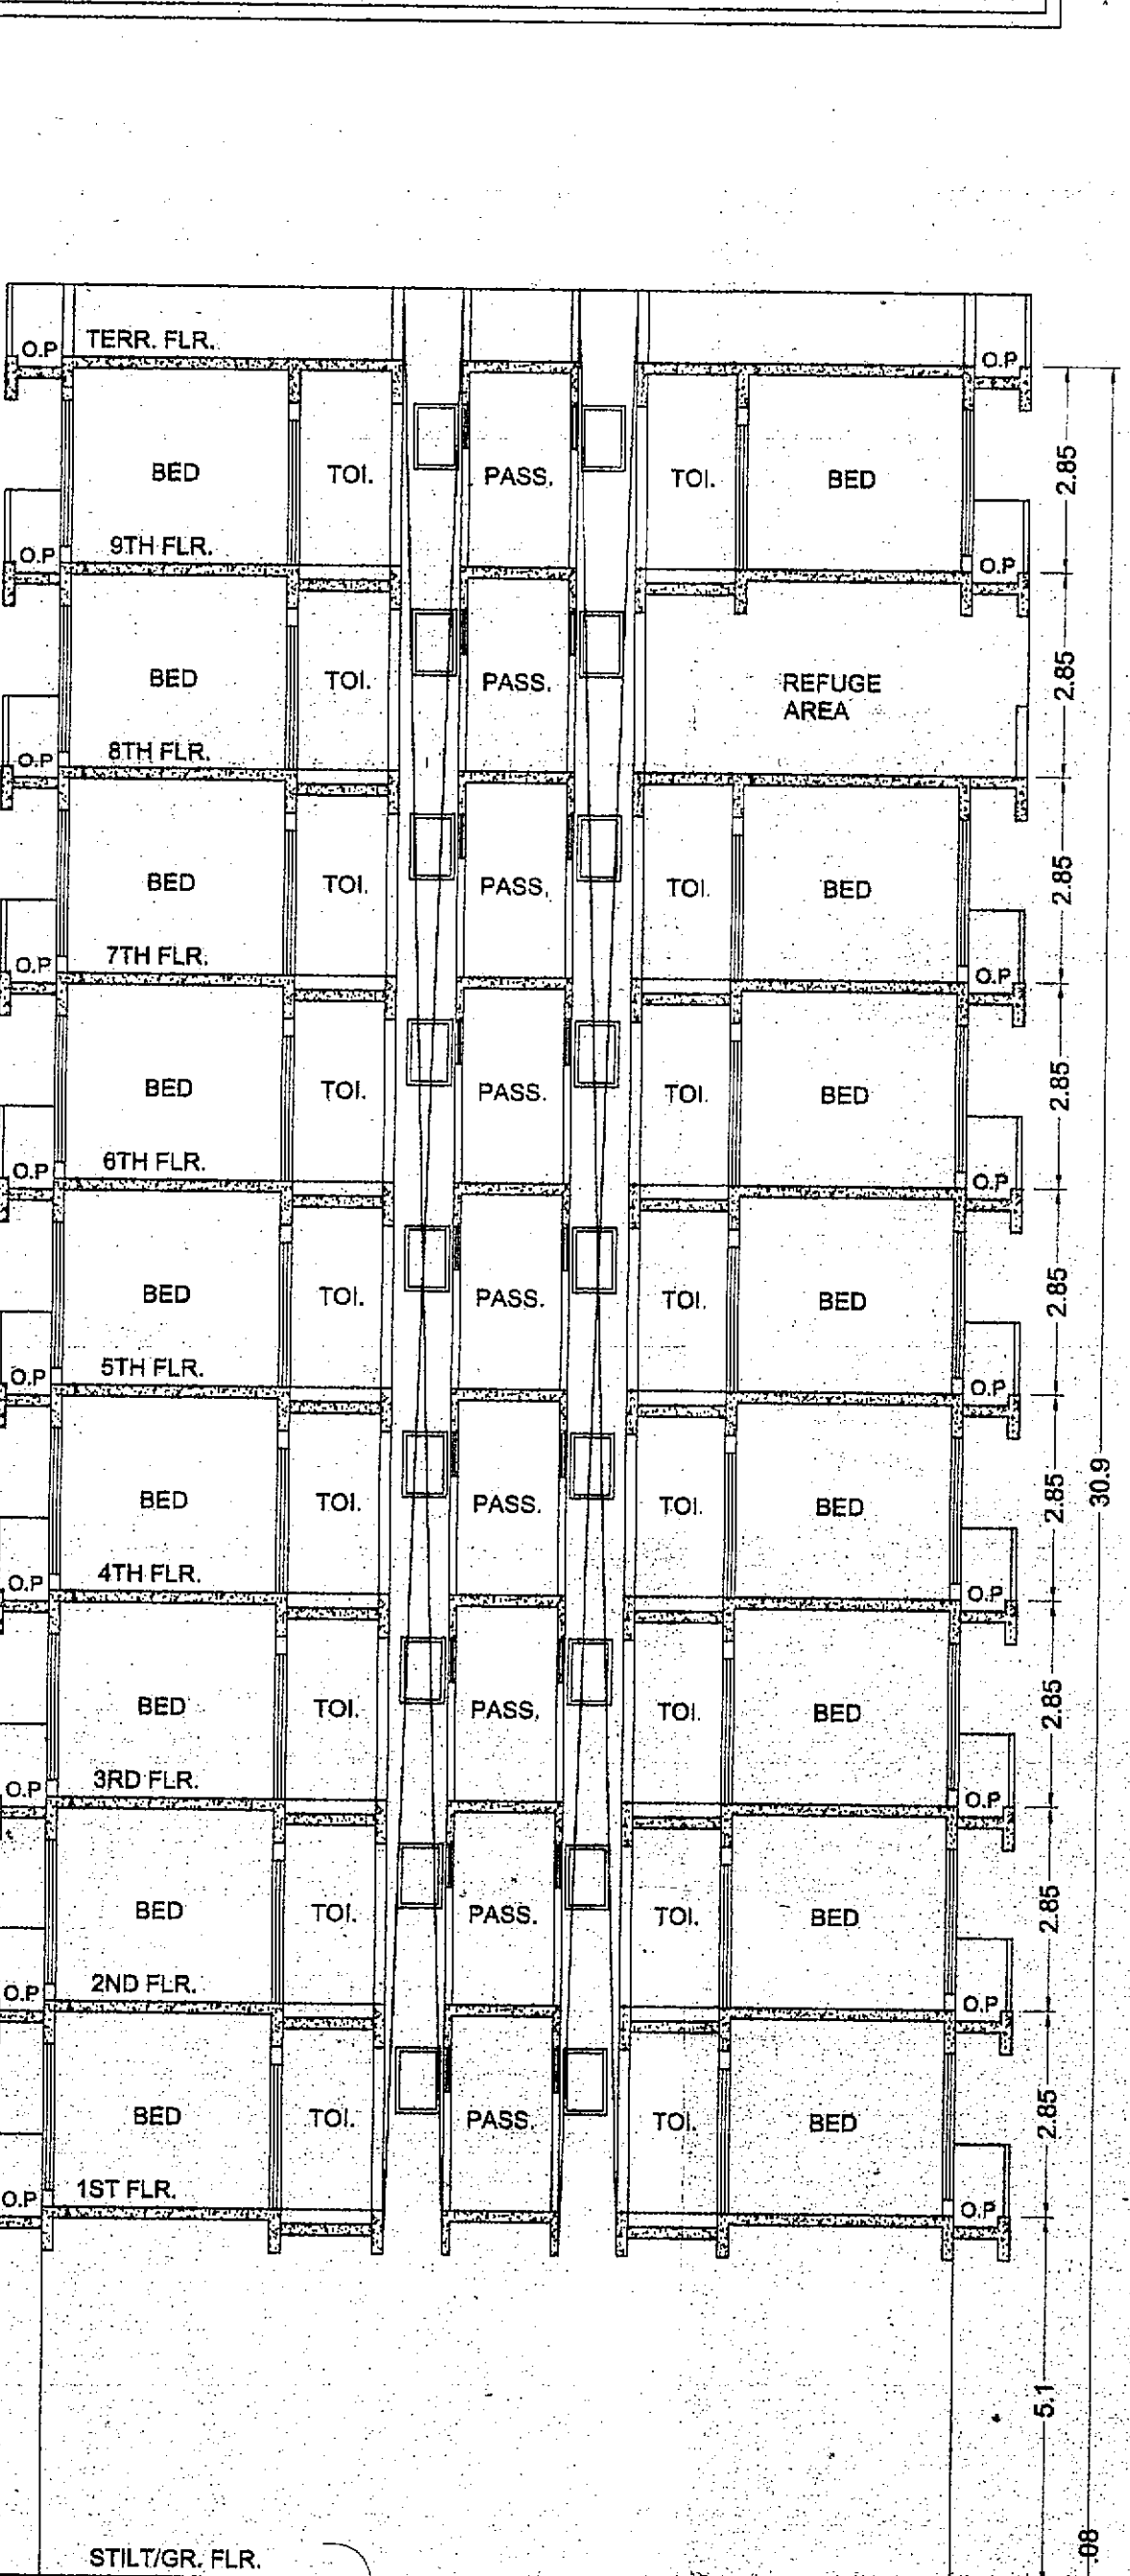 TERR. FLR.
O.P
O.P
BED
TOI.
PASS.
TOI.
BED
2.85
9TH FLR.
O.P
O.P
BED
TOI.
PASS.
REFUGE
AREA
2.85
8TH FLR.
O.P
BED
TOI.
PASS.
TOI.
BED
2.85
7TH FLR.
O.P
O.P
BED
TOI.
PASS.
TOI.
BED
2.85
6TH FLR.
O.P
O.P
BED
TOI.
PASS.
TOI.
BED
2.85
5TH FLR.
O.P
O.P
BED
TOI.
PASS.
TOI.
BED
2.85
30.9
4TH FLR.
O.P
O.P
BED
TOI.
PASS.
TOI.
BED
2.85
3RD FLR.
O.P
O.P
BED
TOI.
PASS.
TOI.
BED
2.85
2ND FLR.
O.P
O.P
BED
TOI.
PASS.
TOI.
BED
2.85
1ST FLR.
O.P
O.P
5.1
.08
STILT/GR. FLR.